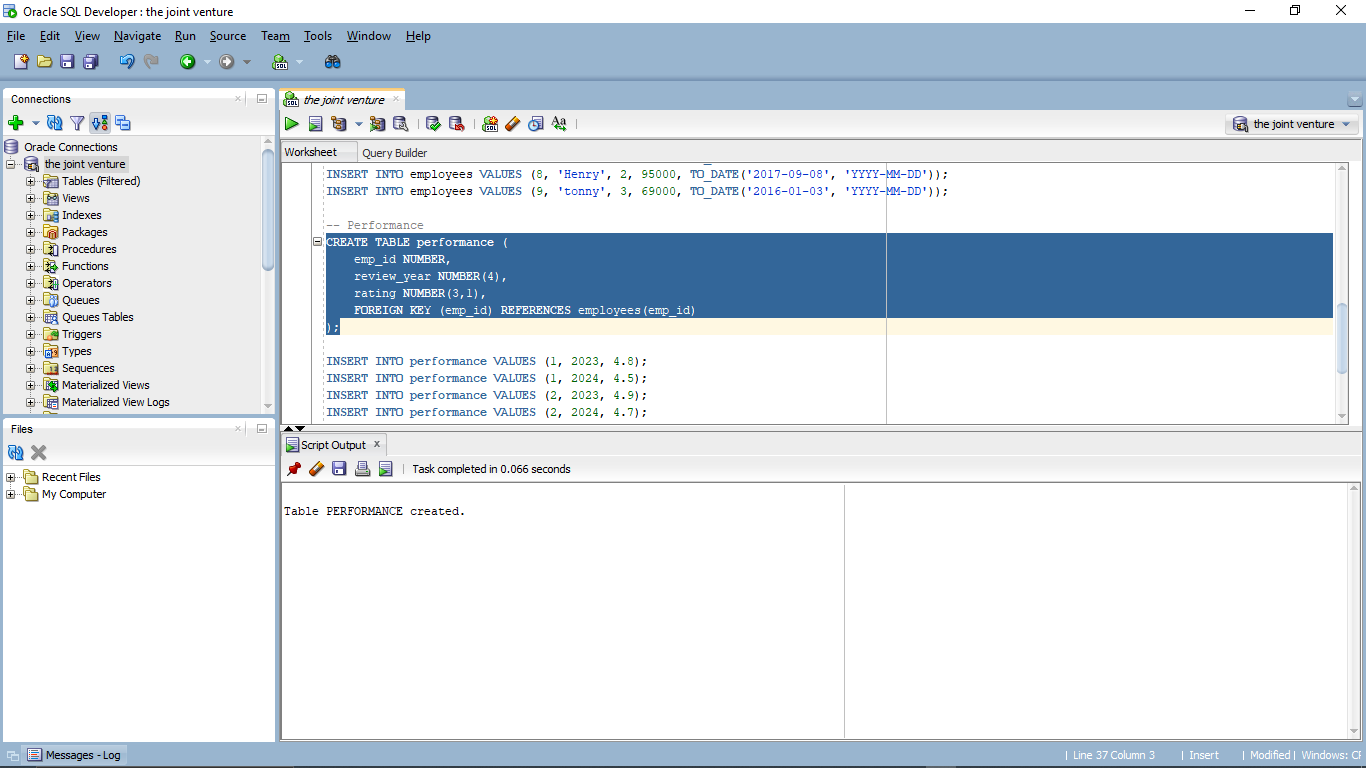 Oracle SQL Developer : the joint venture
File Edit View Navigate Run Source Team Tools Window Help
Connections
the joint venture
the joint venture
Worksheet Query Builder
Oracle Connections
the joint venture
Tables (Filtered)
Views
Indexes
Packages
Procedures
Functions
Operators
Queues
Queues Tables
Triggers
Types
Sequences
Materialized Views
Materialized View Logs
INSERT INTO employees VALUES (8, 'Henry', 2, 95000, TO_DATE('2017-09-08', 'YYYY-MM-DD'));
INSERT INTO employees VALUES (9, 'tonny', 3, 69000, TO_DATE('2016-01-03', 'YYYY-MM-DD'));
-- Performance
CREATE TABLE performance (
emp_id NUMBER,
review_year NUMBER(4),
rating NUMBER(3,1),
FOREIGN KEY (emp_id) REFERENCES employees(emp_id)
);
INSERT INTO performance VALUES (1, 2023, 4.8);
INSERT INTO performance VALUES (1, 2024, 4.5);
INSERT INTO performance VALUES (2, 2023, 4.9);
INSERT INTO performance VALUES (2, 2024, 4.7);
Files
Recent Files
My Computer
Script Output
Task completed in 0.066 seconds
Table PERFORMANCE created.
Messages - Log
Line 37 Column 3 | Insert | Modified | Windows: CF